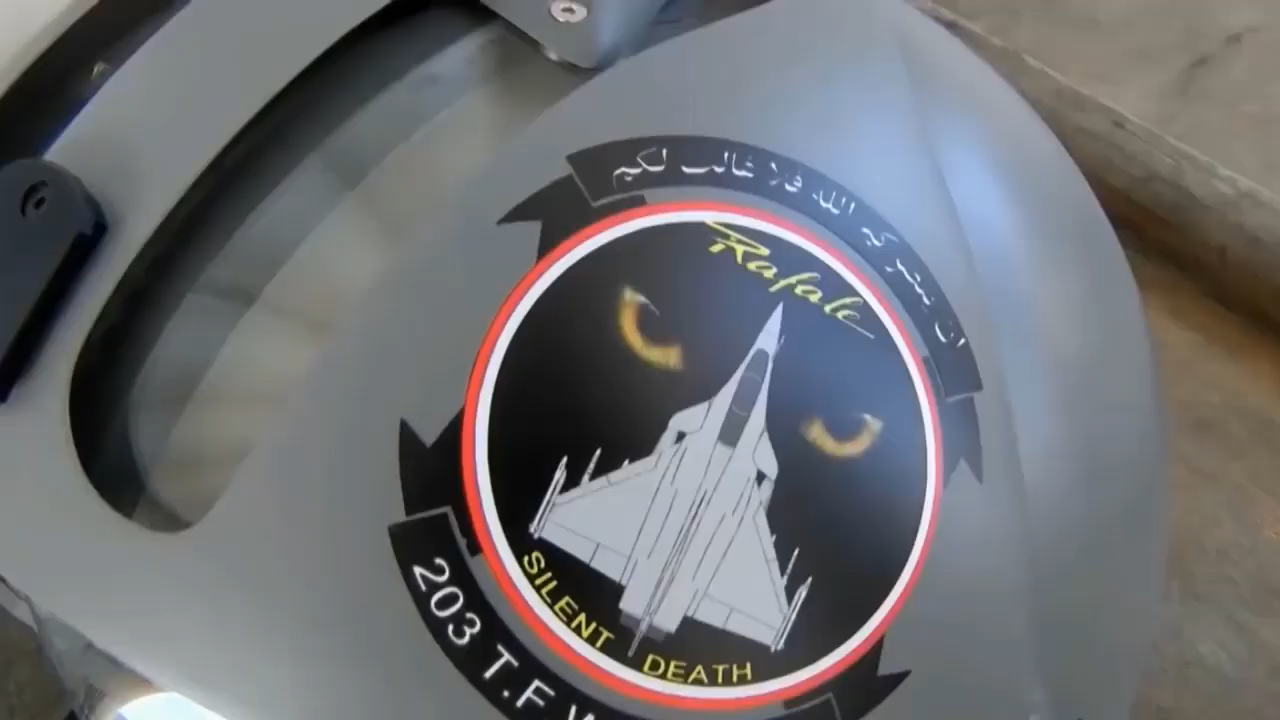 ان ينصركم الله فلا غالب لكم
Rafale
SILENT DEATH
203 T.F